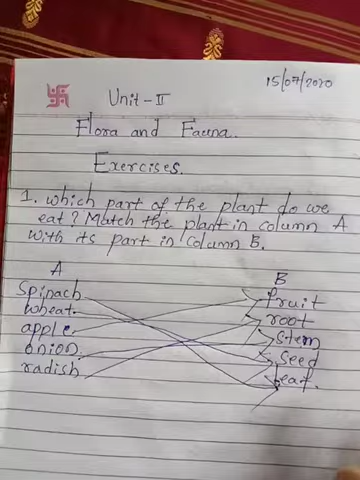 15/07/2020
Unit - II
Flora and Fauna.
Exercises.
1. which part of the plant do we
eat? Match the plant in column A
with its part in column B.
A B
Spinach fruit
wheat root
apple stem
onion seed
radish leaf.